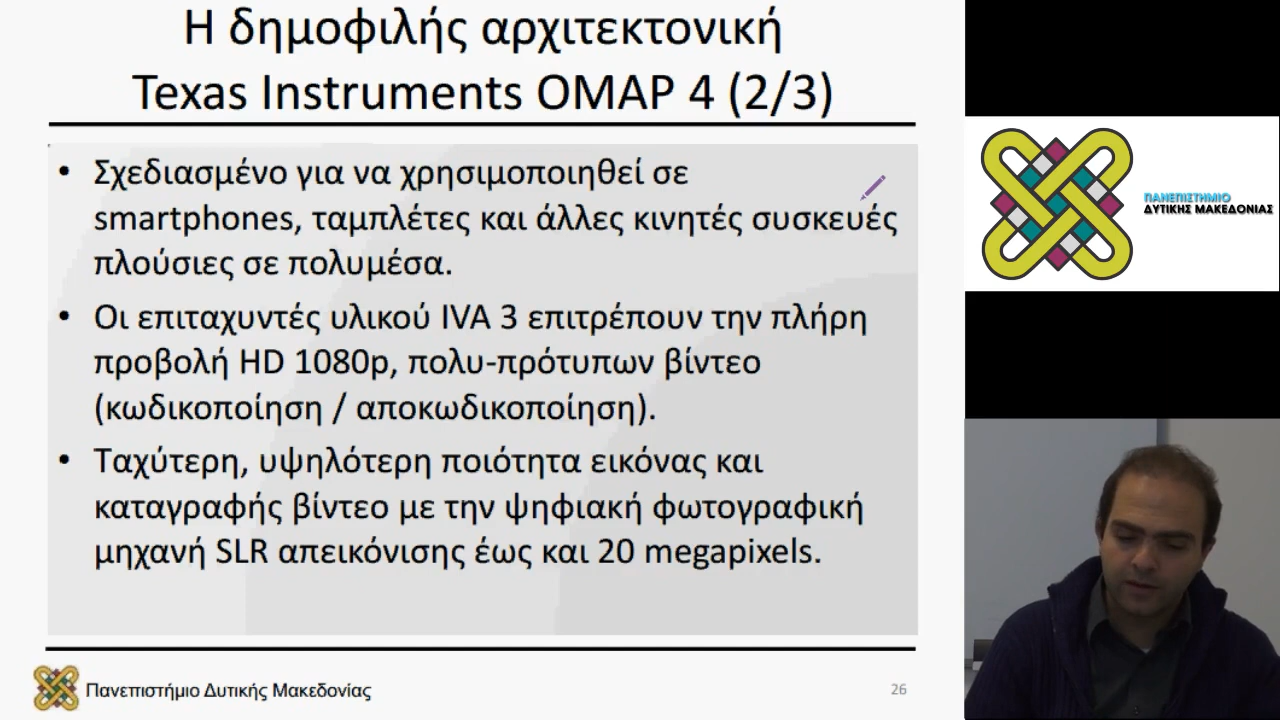 Η δημοφιλής αρχιτεκτονική
Texas Instruments OMAP 4 (2/3)
• Σχεδιασμένο για να χρησιμοποιηθεί σε
smartphones, ταμπλέτες και άλλες κινητές συσκευές
πλούσιες σε πολυμέσα.
• Οι επιταχυντές υλικού IVA 3 επιτρέπουν την πλήρη
προβολή HD 1080p, πολυ-πρότυπων βίντεο
(κωδικοποίηση / αποκωδικοποίηση).
• Ταχύτερη, υψηλότερη ποιότητα εικόνας και
καταγραφής βίντεο με την ψηφιακή φωτογραφική
μηχανή SLR απεικόνισης έως και 20 megapixels.
Πανεπιστήμιο Δυτικής Μακεδονίας
26
ΠΑΝΕΠΙΣΤΗΜΙΟ
ΔΥΤΙΚΗΣ ΜΑΚΕΔΟΝΙΑΣ